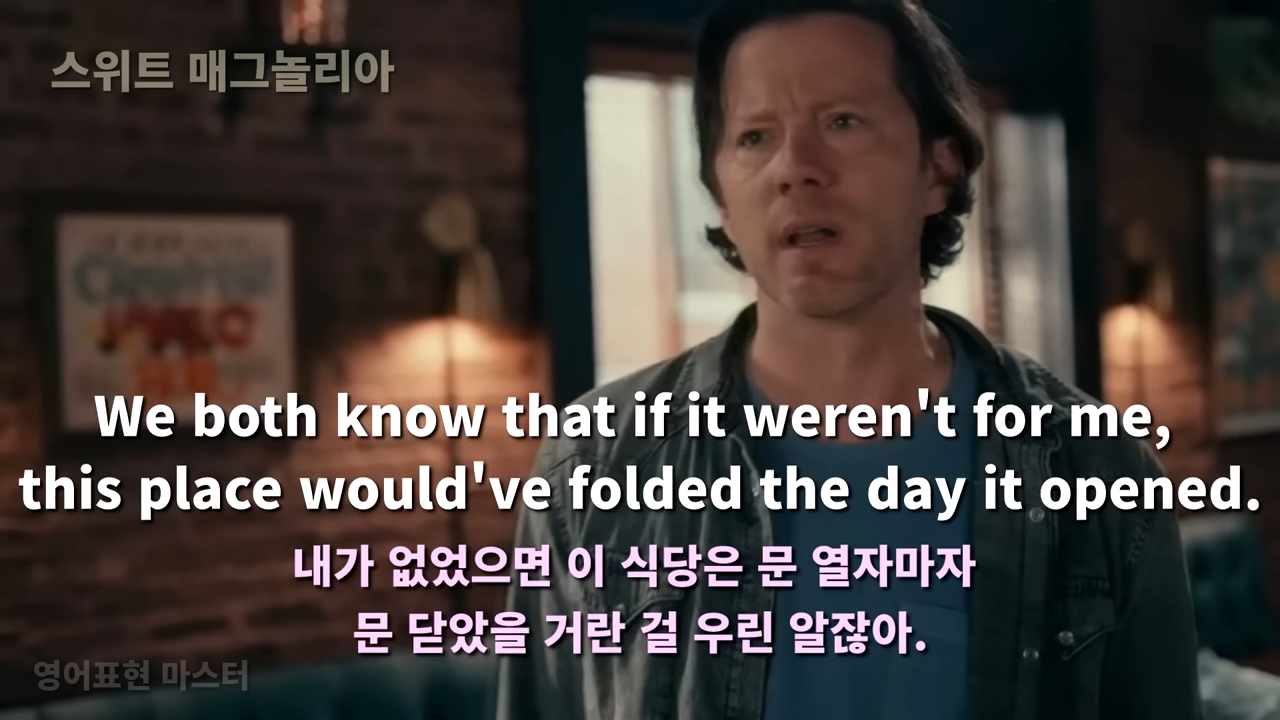 스위트 매그놀리아
We both know that if it weren't for me,
this place would've folded the day it opened.
내가 없었으면 이 식당은 문 열자마자
문 닫았을 거란 걸 우린 알잖아.
영어표현 마스터